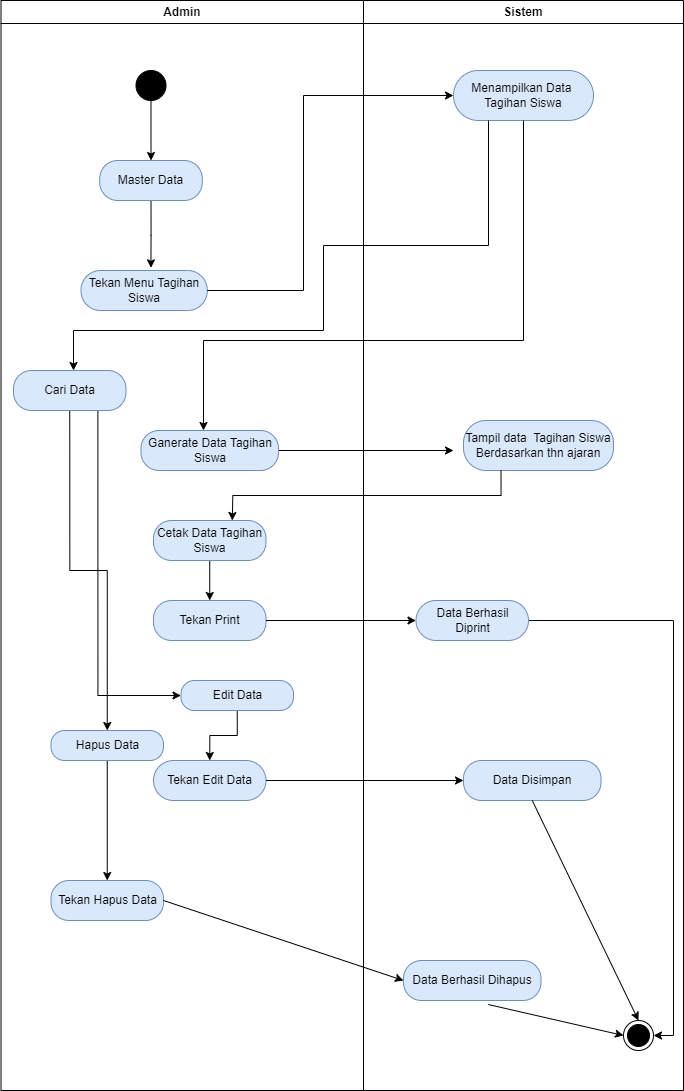 Admin
Sistem
Menampilkan Data
Tagihan Siswa
Master Data
Tekan Menu Tagihan
Siswa
Cari Data
Ganerate Data Tagihan
Siswa
Tampil data  Tagihan Siswa
Berdasarkan thn ajaran
Cetak Data Tagihan
Siswa
Tekan Print
Data Berhasil
Diprint
Edit Data
Hapus Data
Tekan Edit Data
Data Disimpan
Tekan Hapus Data
Data Berhasil Dihapus